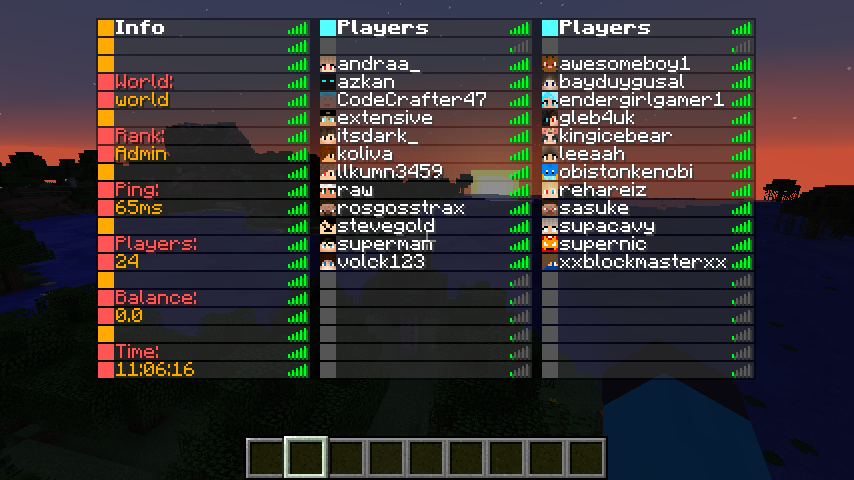 Info
World:
world
Rank:
Admin
Ping:
65ms
Players:
24
Balance:
0.0
Time:
11:06:16
Players
andraa_
azkan
CodeCrafter47
extensive
itsdark_
koliva
llkumn3459
raw
rosgosstrax
stevegold
superman
volck123
Players
awesomeboy1
bayduygusal
endergirlgamer1
gleb4uk
kingicebear
leeaah
obistonkenobi
rehareiz
sasuke
supacavy
supernic
xxblockmasterxx